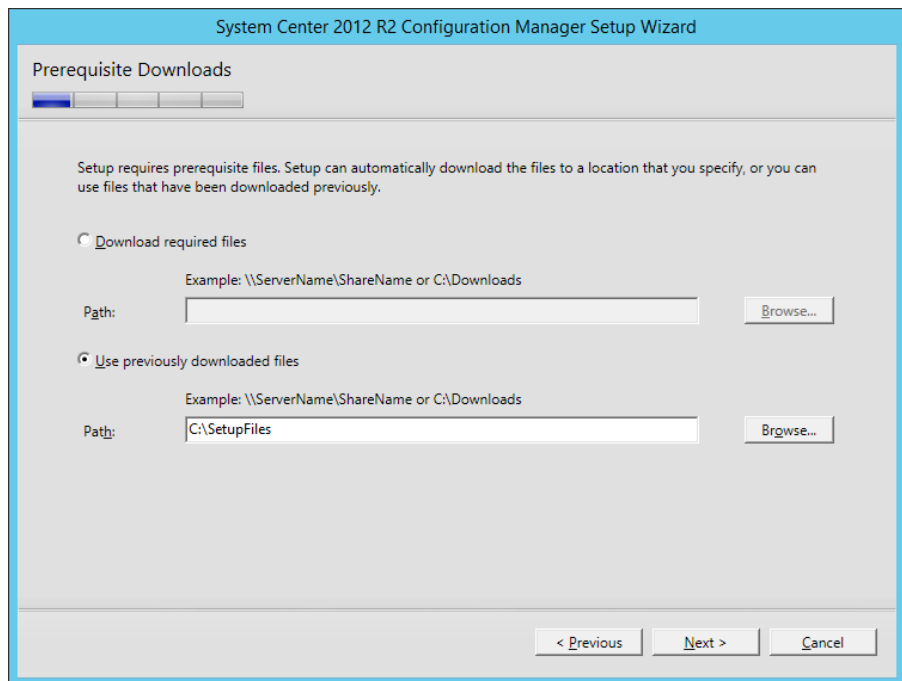 System Center 2012 R2 Configuration Manager Setup Wizard
Prerequisite Downloads
Setup requires prerequisite files. Setup can automatically download the files to a location that you specify, or you can
use files that have been downloaded previously.
Download required files
Example: \\ServerName\ShareName or C:\Downloads
Path:
Browse...
Use previously downloaded files
Example: \\ServerName\ShareName or C:\Downloads
Path:
C:\SetupFiles
Browse...
< Previous
Next >
Cancel